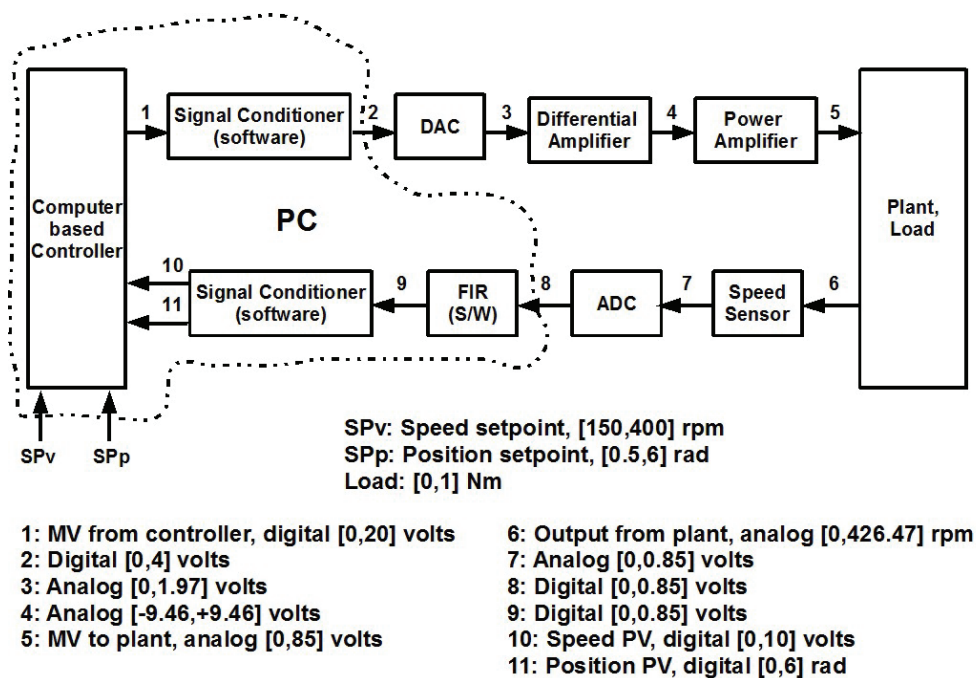 1
Signal Conditioner
(software)
2
DAC
3
Differential
Amplifier
4
Power
Amplifier
5
Computer
based
Controller
PC
Plant,
Load
10
11
Signal Conditioner
(software)
9
FIR
(S/W)
8
ADC
7
Speed
Sensor
6
SPv
SPp
SPv: Speed setpoint, [150,400] rpm
SPp: Position setpoint, [0.5,6] rad
Load: [0,1] Nm
1: MV from controller, digital [0,20] volts
2: Digital [0,4] volts
3: Analog [0,1.97] volts
4: Analog [-9.46,+9.46] volts
5: MV to plant, analog [0,85] volts
6: Output from plant, analog [0,426.47] rpm
7: Analog [0,0.85] volts
8: Digital [0,0.85] volts
9: Digital [0,0.85] volts
10: Speed PV, digital [0,10] volts
11: Position PV, digital [0,6] rad